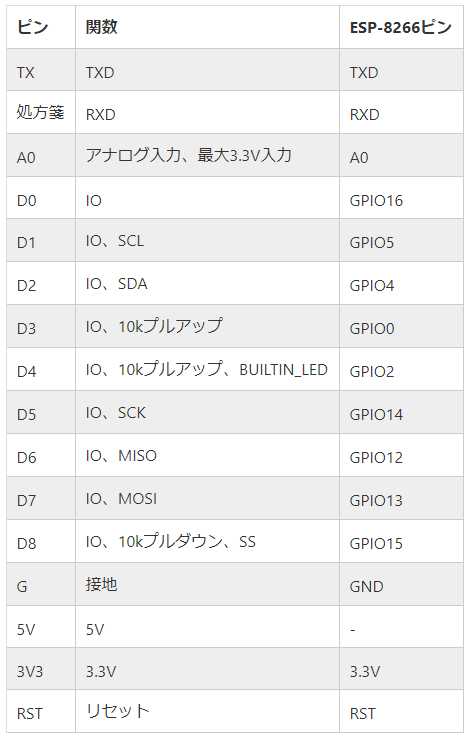 ピン 関数 ESP-8266ピン
TX TXD TXD
処方箋 RXD RXD
A0 アナログ入力、最大3.3V入力 A0
D0 IO GPIO16
D1 IO、SCL GPIO5
D2 IO、SDA GPIO4
D3 IO、10kプルアップ GPIO0
D4 IO、10kプルアップ、BUILTIN_LED GPIO2
D5 IO、SCK GPIO14
D6 IO、MISO GPIO12
D7 IO、MOSI GPIO13
D8 IO、10kプルダウン、SS GPIO15
G 接地 GND
5V 5V -
3V3 3.3V 3.3V
RST リセット RST